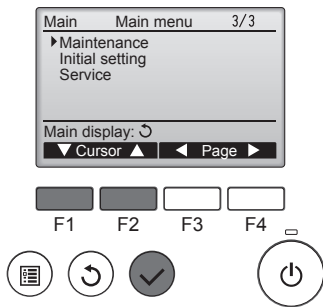 Main Main menu 3/3
Maintenance
Initial setting
Service
Main display:
Cursor Page
F1 F2 F3 F4